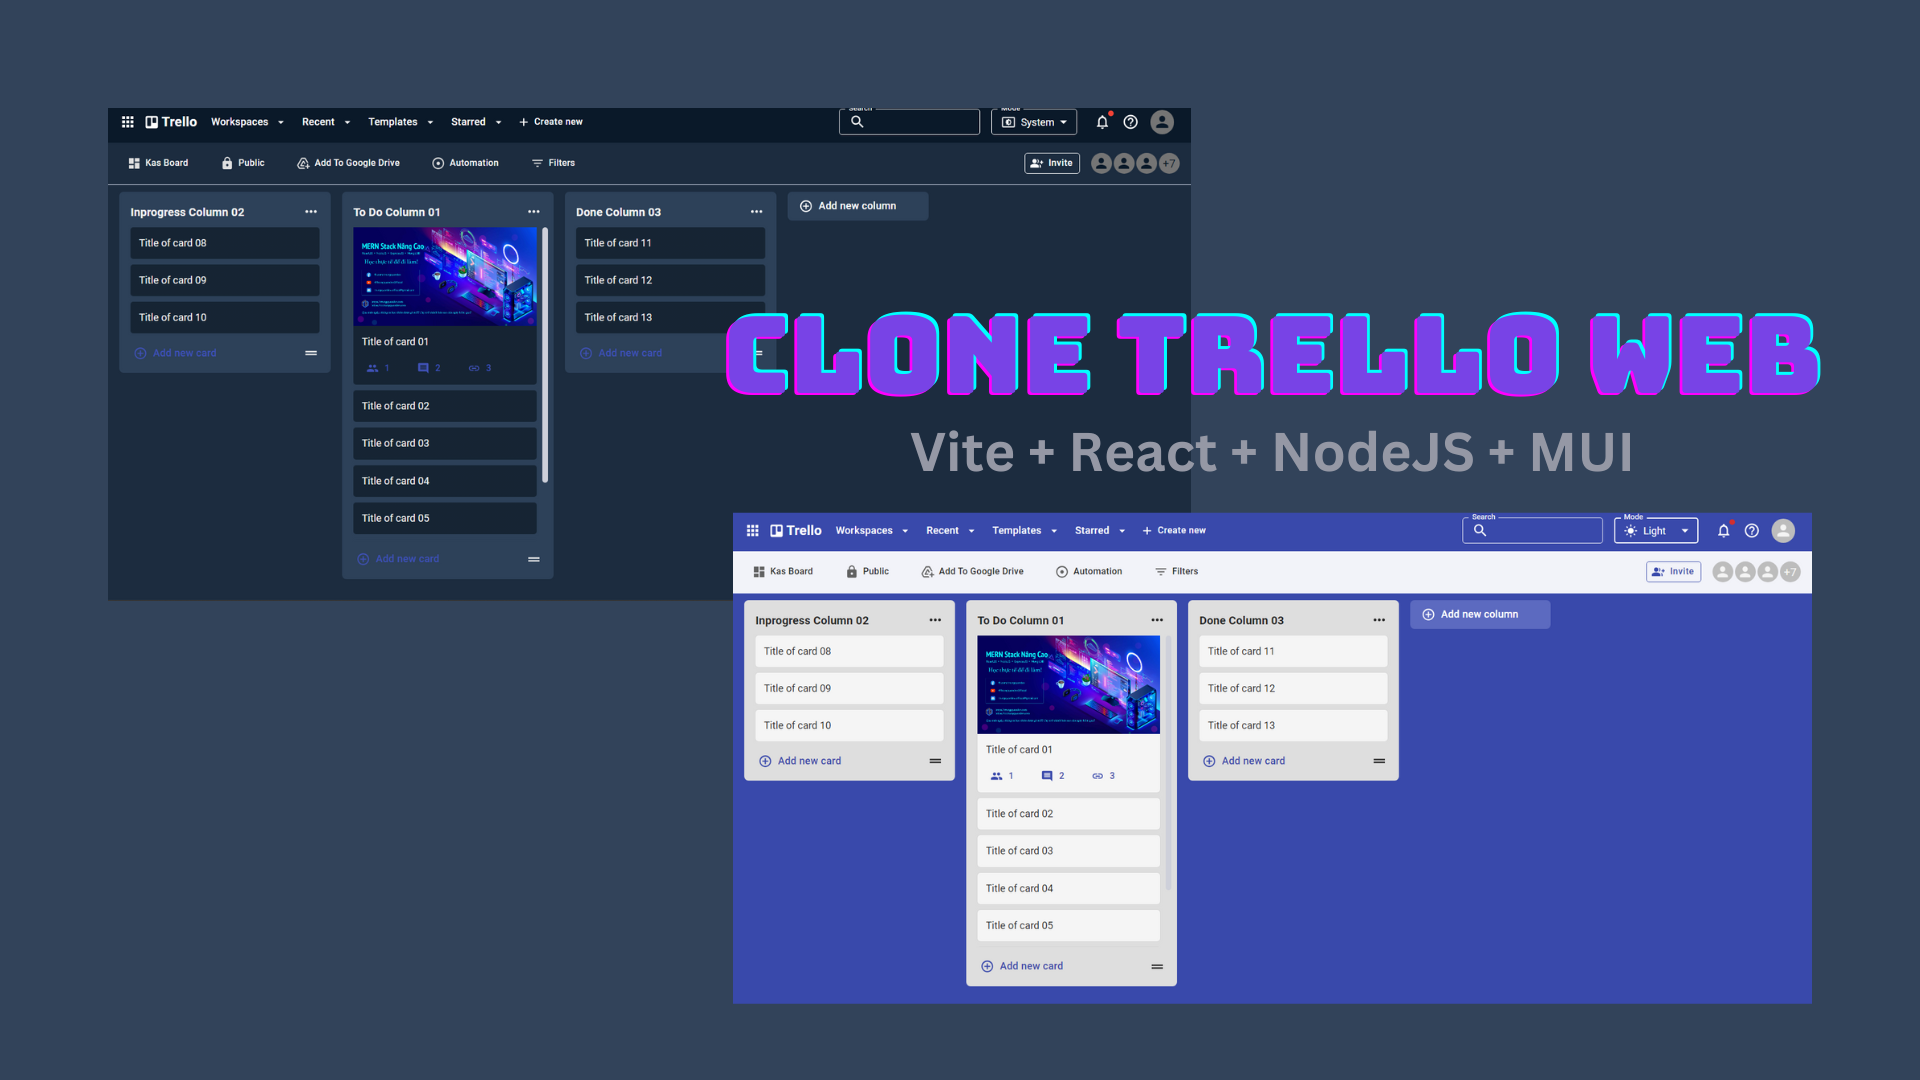 Search
Mode
Trello Workspaces Recent Templates Starred Create new System
Kas Board Public Add To Google Drive Automation Filters Invite +7
Inprogress Column 02
Title of card 08
Title of card 09
Title of card 10
Add new card
To Do Column 01
MERN Stack Nâng Cao
Title of card 01
1 2 3
Title of card 02
Title of card 03
Title of card 04
Title of card 05
Add new card
Done Column 03
Title of card 11
Title of card 12
Title of card 13
Add new card
Add new column
CLONE TRELLO WEB
Vite + React + NodeJS + MUI
Search
Mode
Trello Workspaces Recent Templates Starred Create new Light
Kas Board Public Add To Google Drive Automation Filters Invite +7
Inprogress Column 02
Title of card 08
Title of card 09
Title of card 10
Add new card
To Do Column 01
MERN Stack Nâng Cao
Title of card 01
1 2 3
Title of card 02
Title of card 03
Title of card 04
Title of card 05
Add new card
Done Column 03
Title of card 11
Title of card 12
Title of card 13
Add new card
Add new column